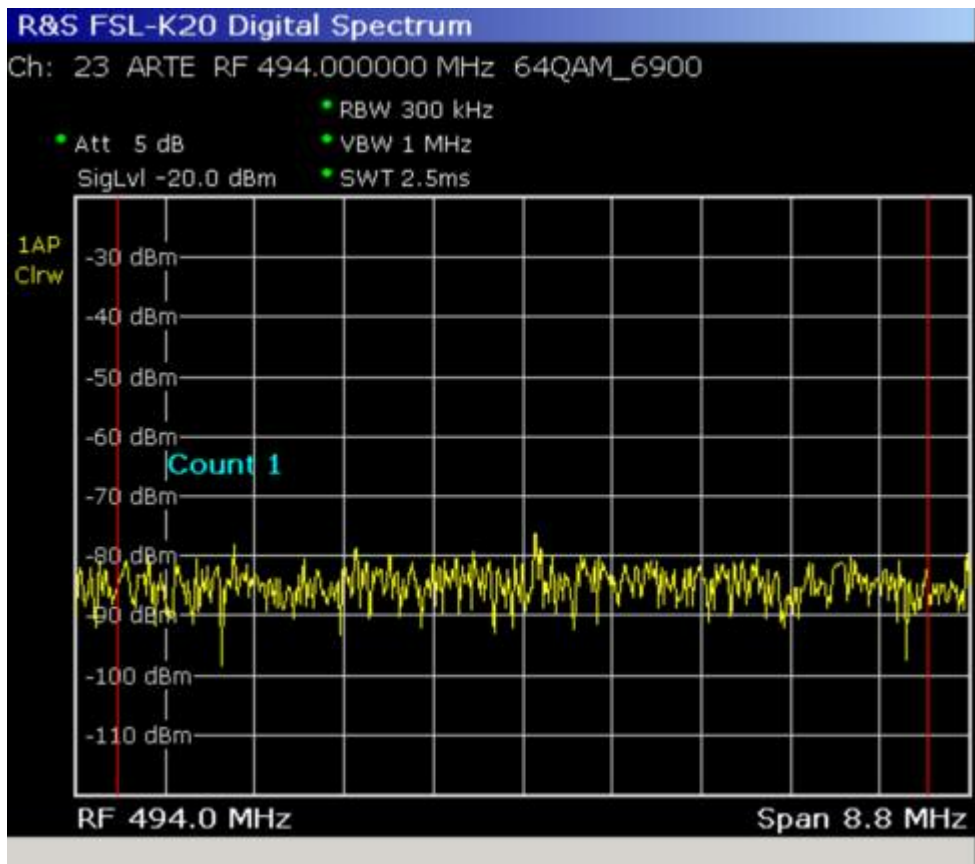 R&S FSL-K20 Digital Spectrum
Ch: 23 ARTE RF 494.000000 MHz 64QAM_6900
RBW 300 kHz
Att 5 dB VBW 1 MHz
SigLvl -20.0 dBm SWT 2.5ms
1AP
Clrw
-30 dBm
-40 dBm
-50 dBm
-60 dBm
Count 1
-70 dBm
-80 dBm
-90 dBm
-100 dBm
-110 dBm
RF 494.0 MHz Span 8.8 MHz